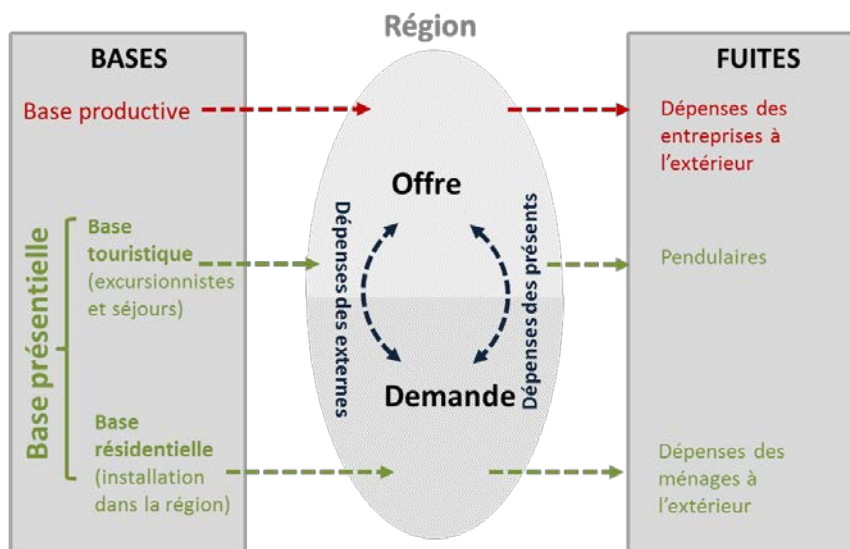 Région
BASES
Base productive
Base présentielle
Base
touristique
(excursionnistes
et séjours)
Base
résidentielle
(installation
dans la région)
Offre
Dépenses des externes
Dépenses des présents
Demande
FUITES
Dépenses des
entreprises à
l’extérieur
Pendulaires
Dépenses des
ménages à
l’extérieur